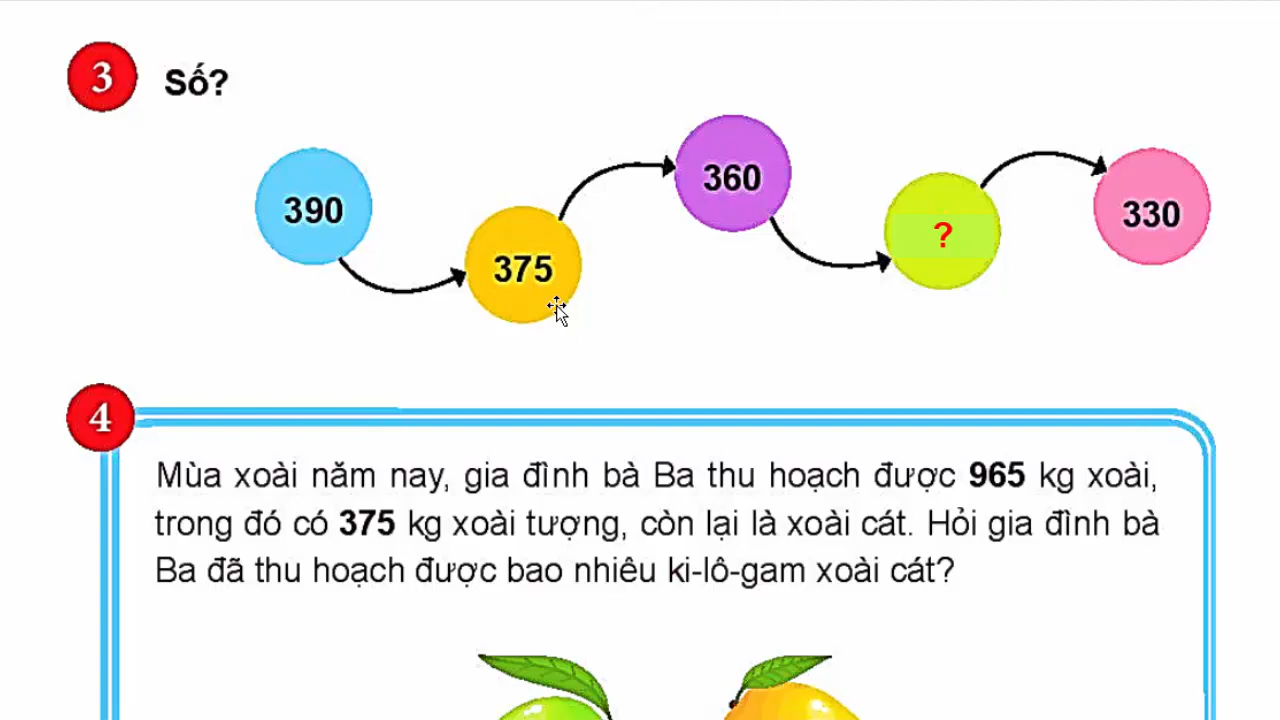 3 Số?
390 375 360 ? 330
4
Mùa xoài năm nay, gia đình bà Ba thu hoạch được 965 kg xoài,
trong đó có 375 kg xoài tượng, còn lại là xoài cát. Hỏi gia đình bà
Ba đã thu hoạch được bao nhiêu ki-lô-gam xoài cát?